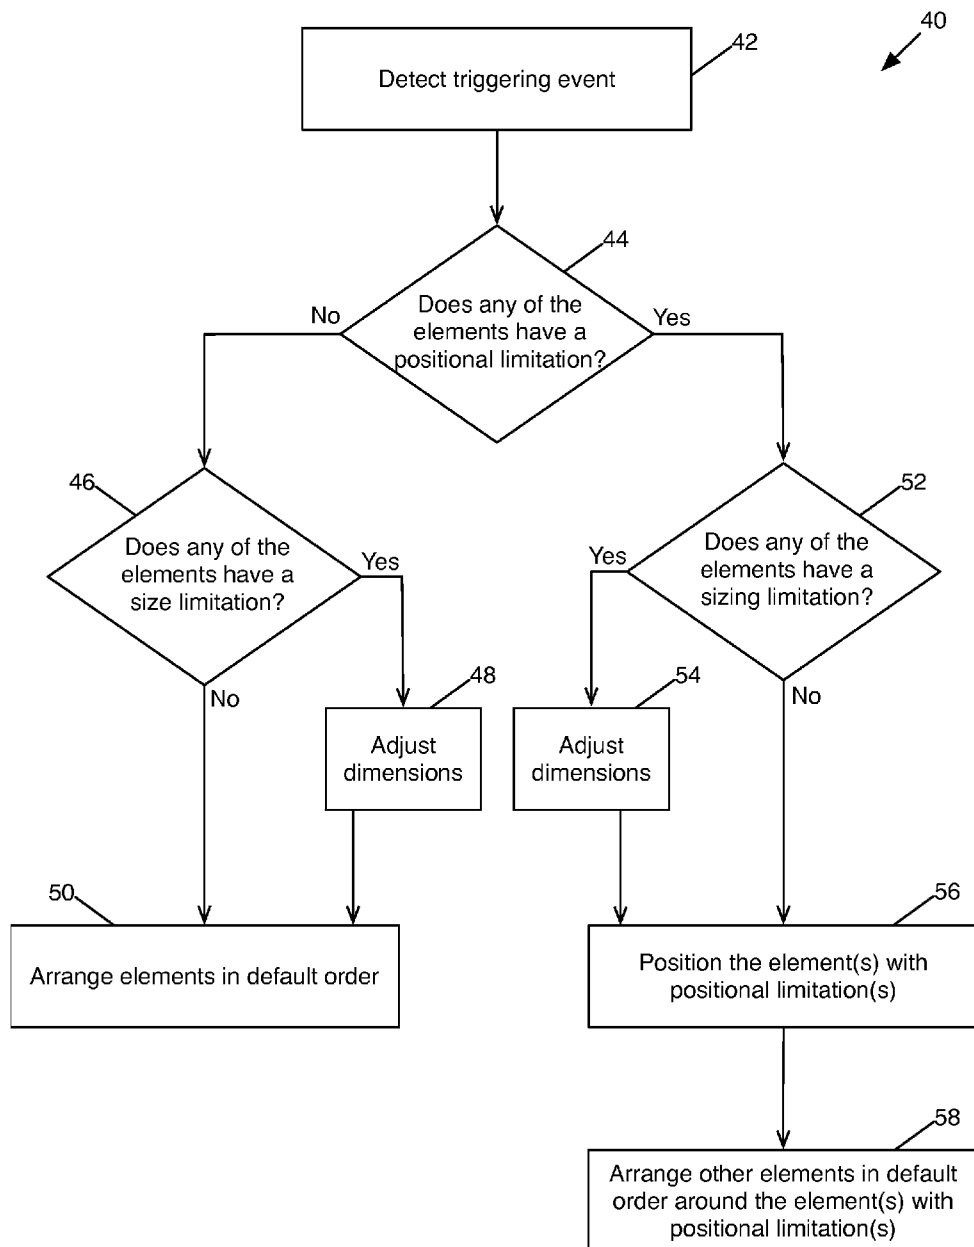 40
42
Detect triggering event
44
Does any of the
elements have a
positional limitation?
No
Yes
46
Does any of the
elements have a
size limitation?
Yes
No
52
Does any of the
elements have a
sizing limitation?
Yes
No
48
Adjust
dimensions
54
Adjust
dimensions
50
Arrange elements in default order
56
Position the element(s) with
positional limitation(s)
58
Arrange other elements in default
order around the element(s) with
positional limitation(s)